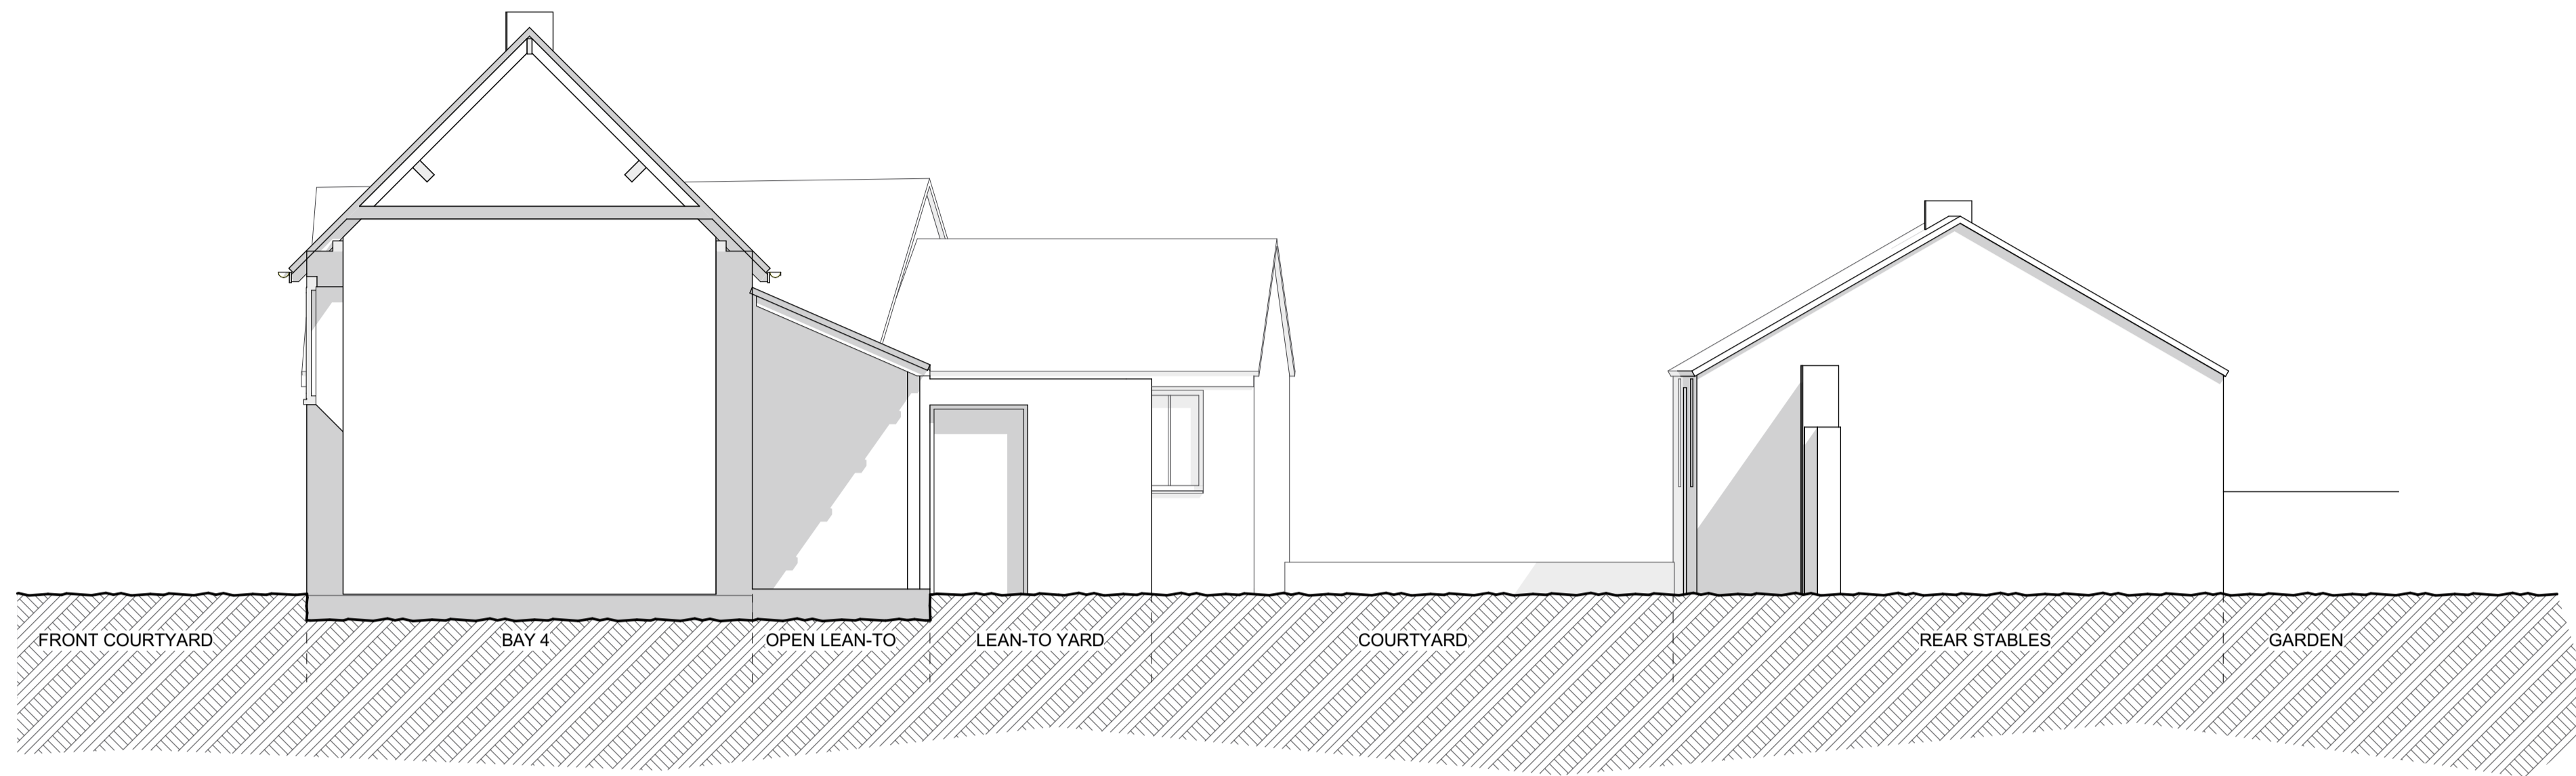 FRONT COURTYARD
BAY 4
OPEN LEAN-TO
LEAN-TO YARD
COURTYARD
REAR STABLES
GARDEN